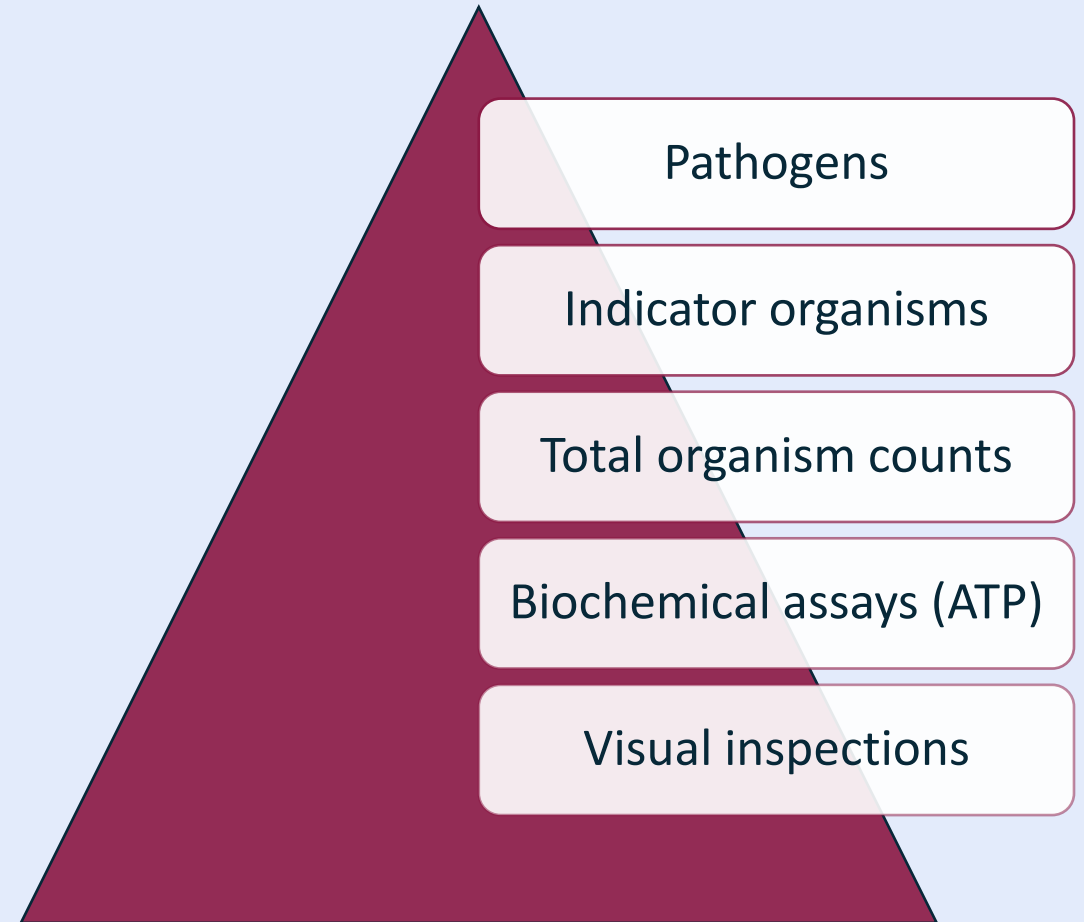 Pathogens
Indicator organisms
Total organism counts
Biochemical assays (ATP)
Visual inspections